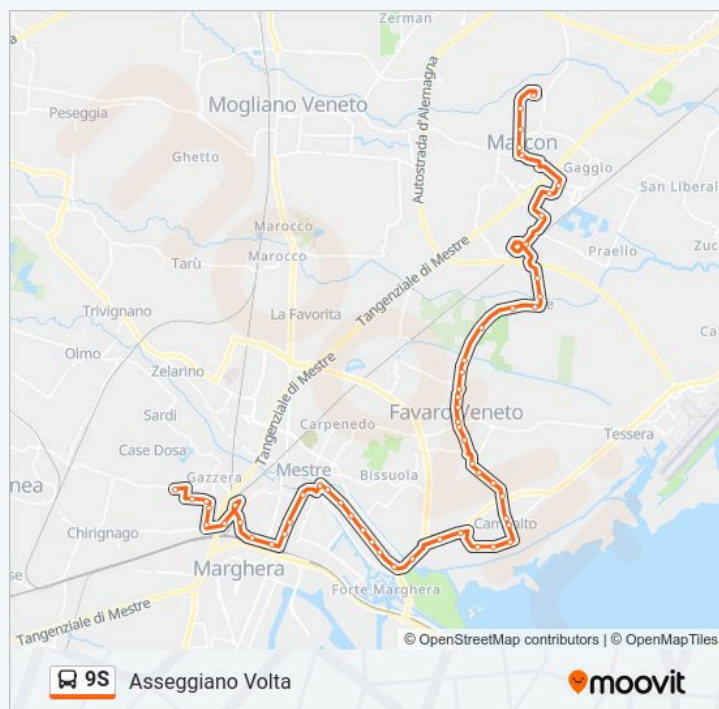 Zerman
Peseggia
Mogliano Veneto
Autostrada d'Alemagna
Ghetto
Gaggio
San Liberal
Marocco
Marocco
Praello
Zuc
Tarù
Tangenziale di Mestre
Trivignano
La Favorita
Olmo
Zelarino
Tangenziale di Mestre
Favaro Veneto
Sardi
Carpenedo
Tessera
Case Dosa
Mestre
Gazzera
Bissuola
nea
Chirignago
Marghera
Forte Marghera
Tangenziale di Mestre
© OpenStreetMap contributors | © OpenMapTiles
9S Asseggiano Volta
moovit